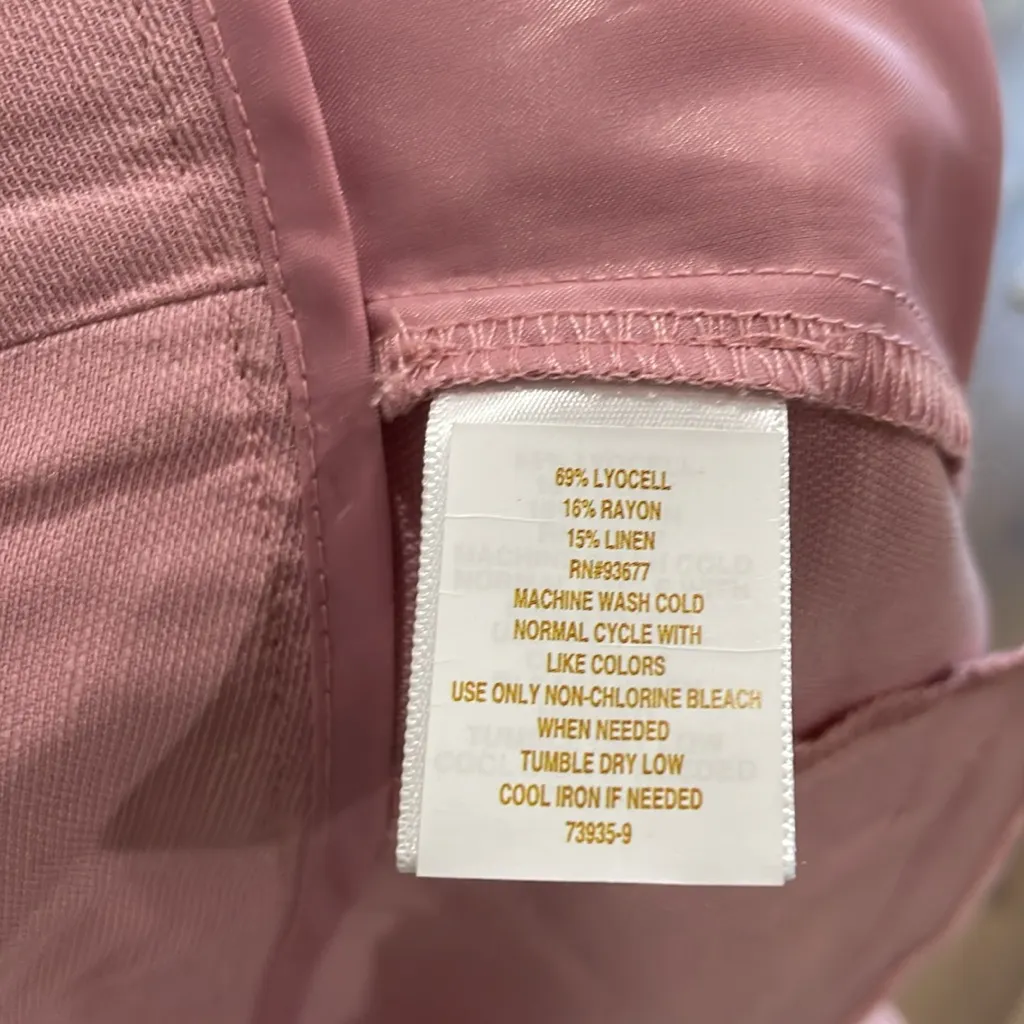 69% LYOCELL
16% RAYON
15% LINEN
RN#93677
MACHINE WASH COLD
NORMAL CYCLE WITH
LIKE COLORS
USE ONLY NON-CHLORINE BLEACH
WHEN NEEDED
TUMBLE DRY LOW
COOL IRON IF NEEDED
73935-9